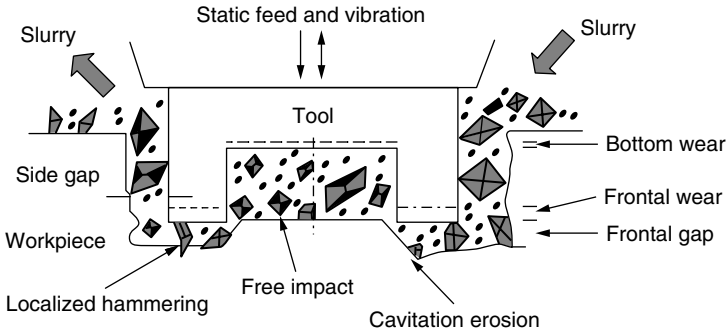 Static feed and vibration
Slurry
Slurry
Tool
Bottom wear
Side gap
Frontal wear
Workpiece
Frontal gap
Free impact
Localized hammering
Cavitation erosion